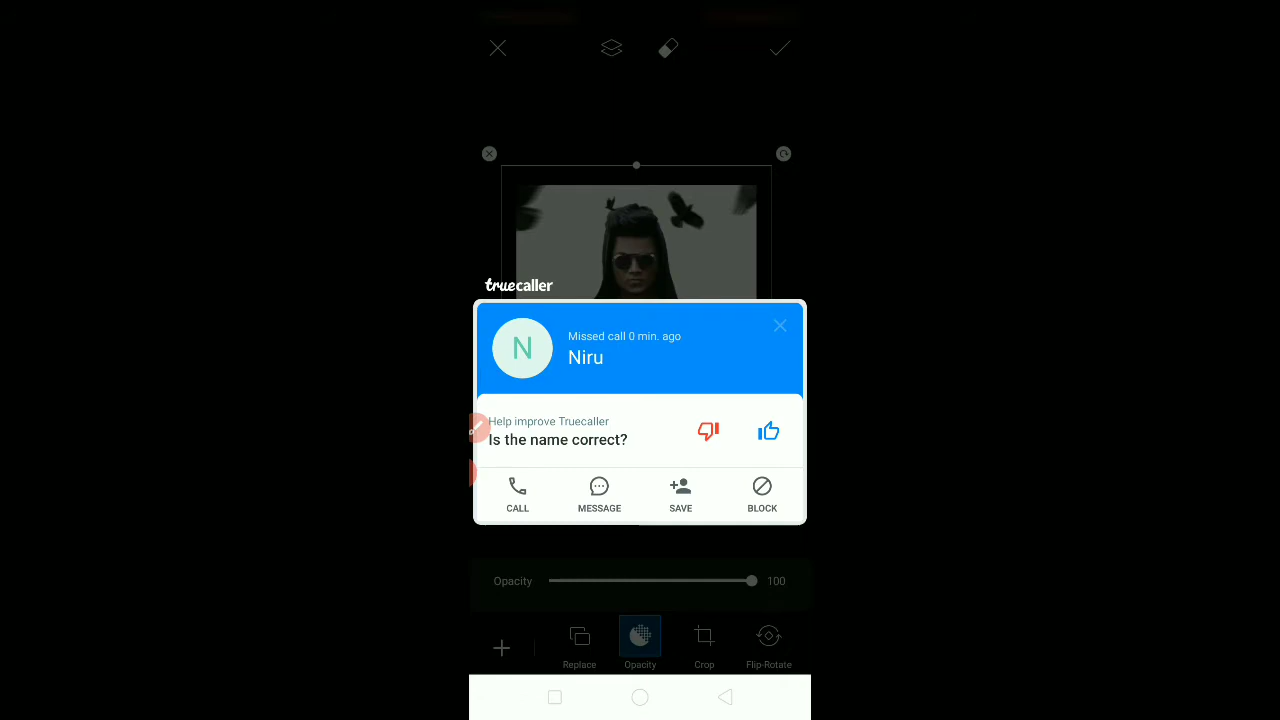 truecaller
Missed call 0 min. ago
Niru
N
Help improve Truecaller
Is the name correct?
CALL
MESSAGE
SAVE
BLOCK
Opacity
100
Replace
Opacity
Crop
Flip-Rotate